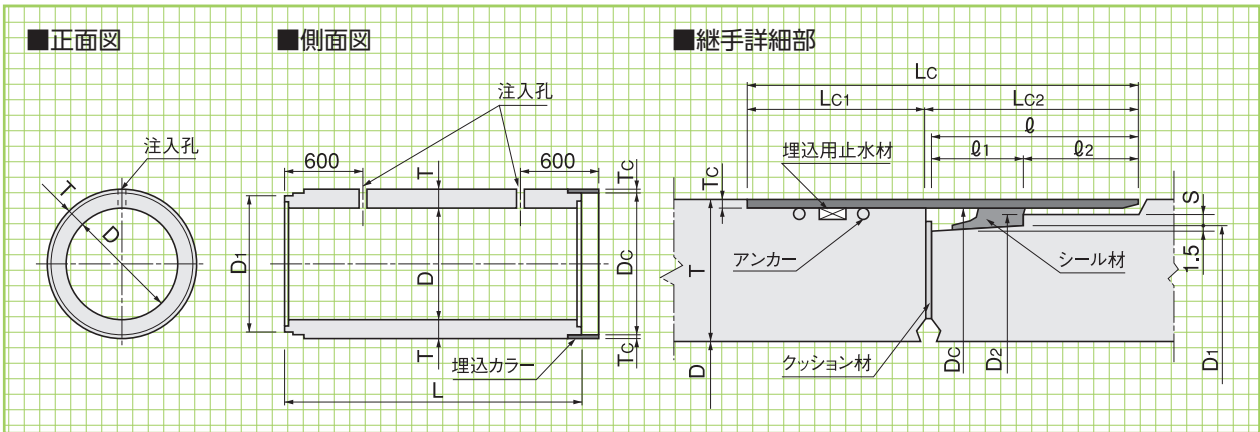 ■正面図
注入孔
T
D
D1
■側面図
注入孔
600
600
T
TC
D
DC
T
TC
埋込カラー
L
■継手詳細部
LC
LC1
LC2
ℓ
ℓ1
ℓ2
埋込用止水材
TC
S
アンカー
シール材
1.5
T
クッション材
D
DC
D2
D1